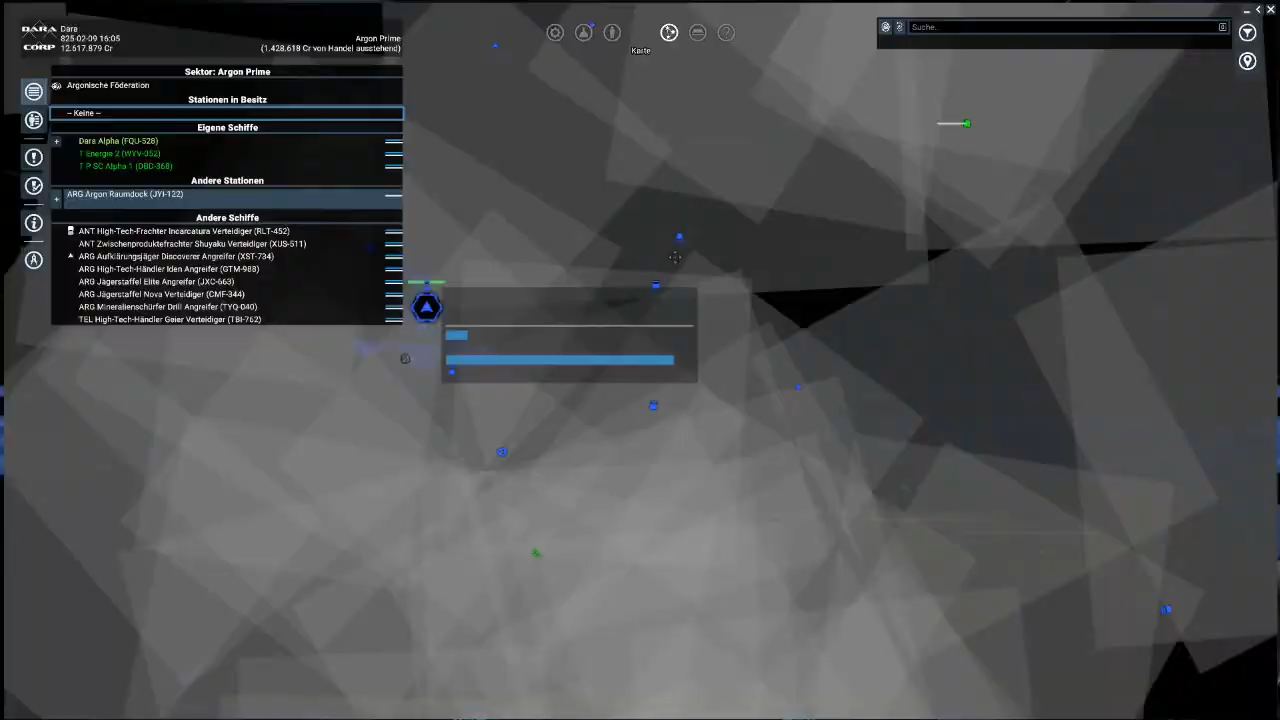 DARA
CORP
Dara
825-02-09 16:05
12.617.879 Cr
Argon Prime
(1.428.618 Cr von Handel ausstehend)
Karte
Suche...
Sektor: Argon Prime
Argonische Föderation
Stationen in Besitz
-- Keine --
Eigene Schiffe
Dara Alpha (FQU-528)
T Energie 2 (WYV-052)
T P SC Alpha 1 (DBD-368)
Andere Stationen
ARG Argon Raumdock (JYI-122)
Andere Schiffe
ANT High-Tech-Frachter Incarcatura Verteidiger (RLT-452)
ANT Zwischenproduktefrachter Shuyaku Verteidiger (XUS-511)
ARG Aufklärungsjäger Discoverer Angreifer (XST-734)
ARG High-Tech-Händler Iden Angreifer (GTM-988)
ARG Jägerstaffel Elite Angreifer (JXC-663)
ARG Jägerstaffel Nova Verteidiger (CMF-344)
ARG Mineralienschürfer Drill Angreifer (TYQ-040)
TEL High-Tech-Händler Geier Verteidiger (TBI-762)